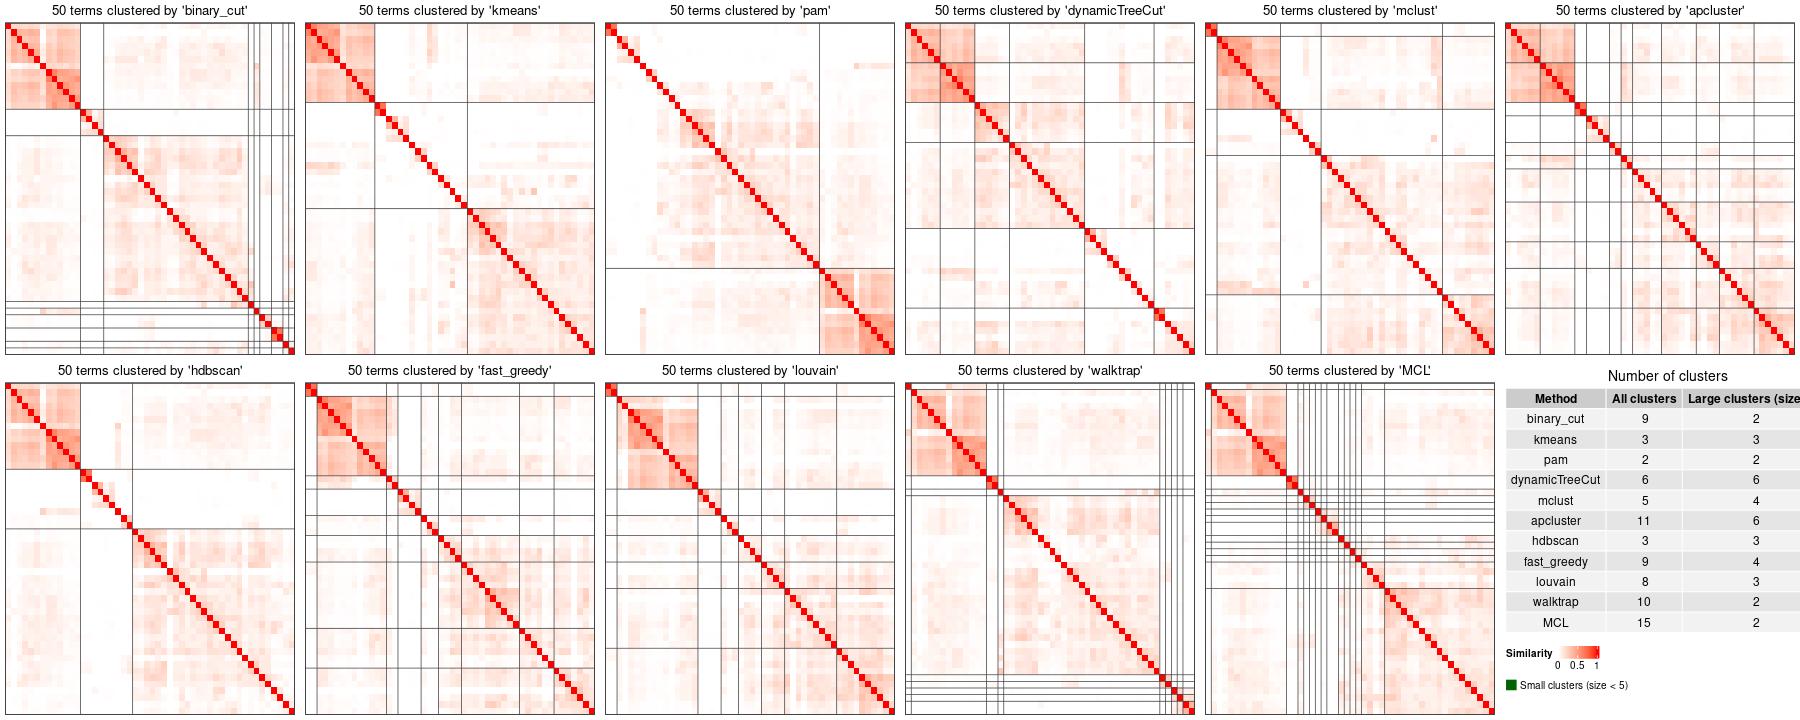 50 terms clustered by 'binary_cut'
50 terms clustered by 'kmeans'
50 terms clustered by 'pam'
50 terms clustered by 'dynamicTreeCut'
50 terms clustered by 'mclust'
50 terms clustered by 'apcluster'
50 terms clustered by 'hdbscan'
50 terms clustered by 'fast_greedy'
50 terms clustered by 'louvain'
50 terms clustered by 'walktrap'
50 terms clustered by 'MCL'
Number of clusters
Method All clusters Large clusters (size
binary_cut 9 2
kmeans 3 3
pam 2 2
dynamicTreeCut 6 6
mclust 5 4
apcluster 11 6
hdbscan 3 3
fast_greedy 9 4
louvain 8 3
walktrap 10 2
MCL 15 2
Similarity
0 0.5 1
Small clusters (size < 5)